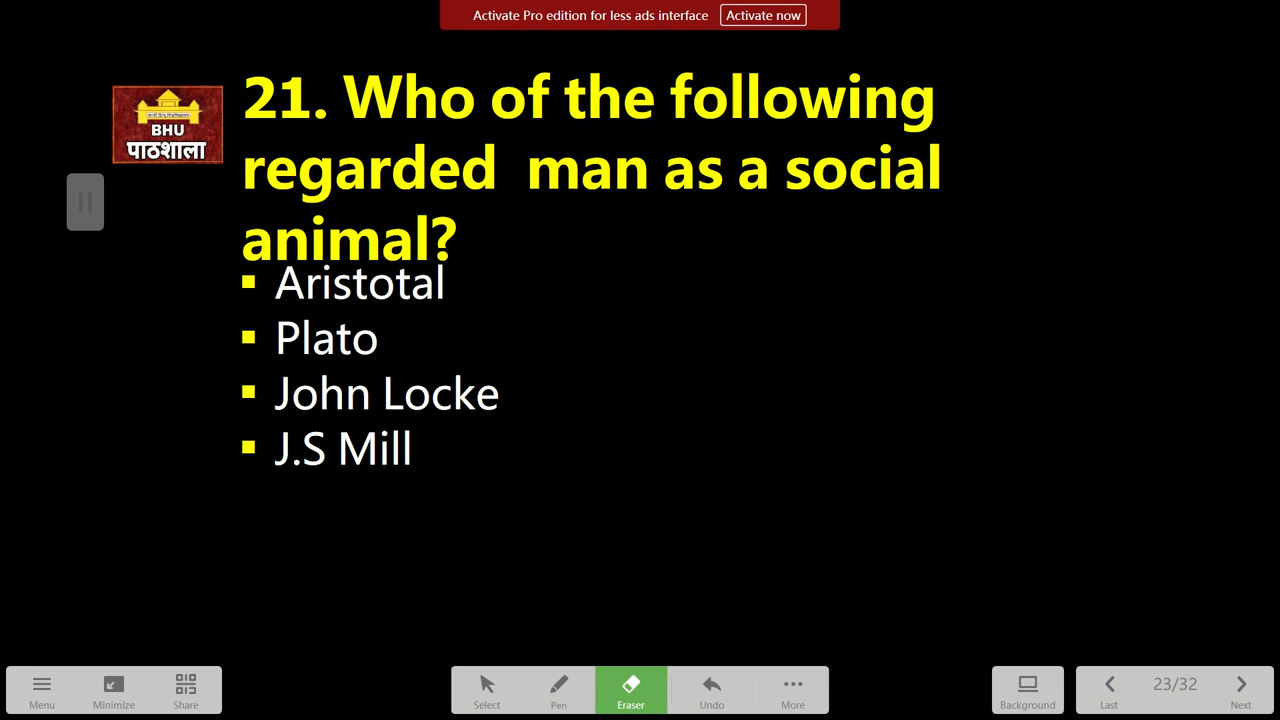 Activate Pro edition for less ads interface Activate now
21. Who of the following
regarded man as a social
animal?
BHU
पाठशाला
▪ Aristotal
▪ Plato
▪ John Locke
▪ J.S Mill
Menu Minimize Share Select Pen Eraser Undo More Background Last 23/32 Next